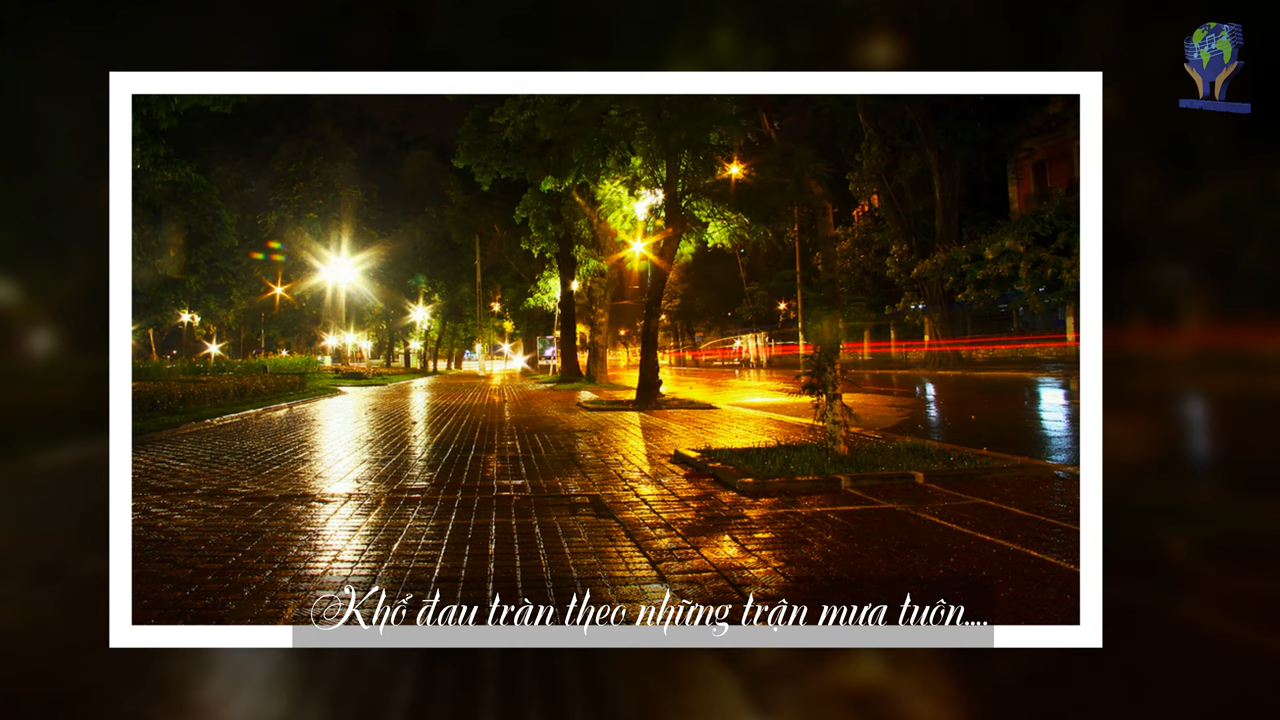 Khổ đau tràn theo những trận mưa tuôn....